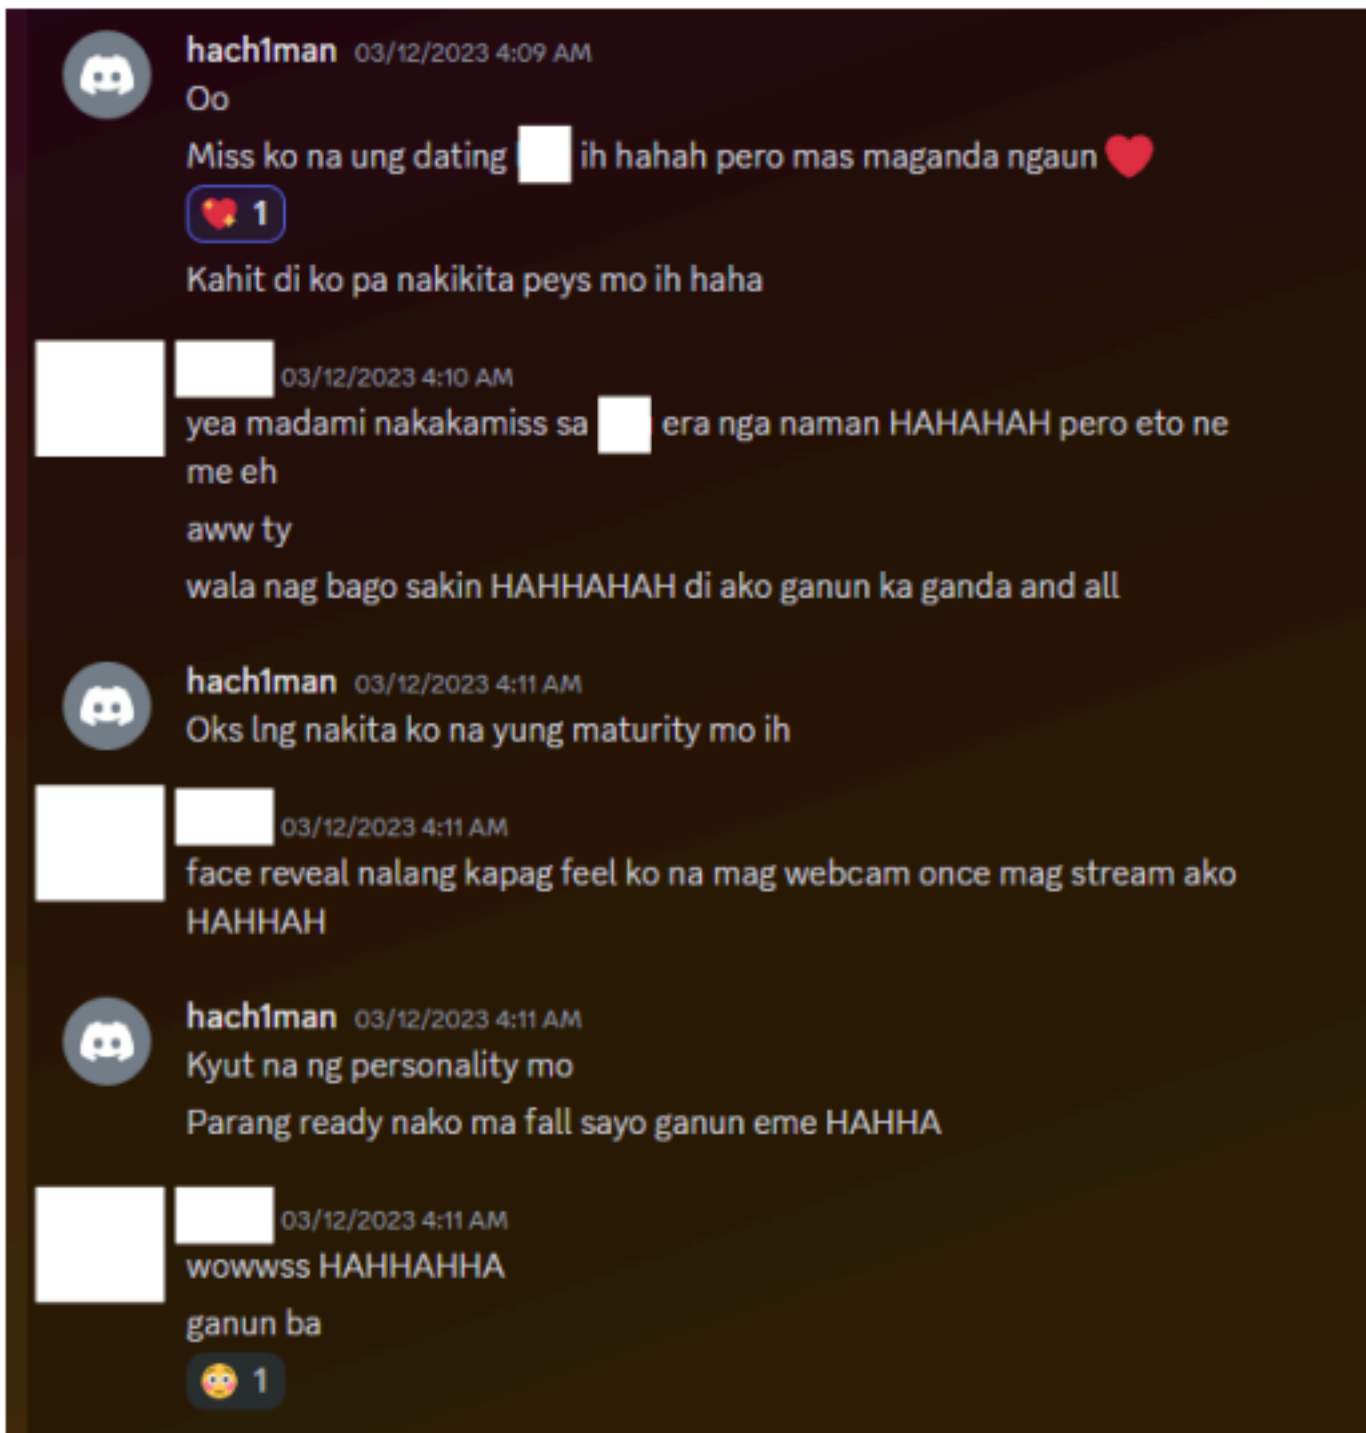 hach1man 03/12/2023 4:09 AM
Oo
Miss ko na ung dating ih hahah pero mas maganda ngaun ❤️
💖 1
Kahit di ko pa nakikita peys mo ih haha
03/12/2023 4:10 AM
yea madami nakakamiss sa era nga naman HAHAHAH pero eto ne
me eh
aww ty
wala nag bago sakin HAHHAHAH di ako ganun ka ganda and all
hach1man 03/12/2023 4:11 AM
Oks lng nakita ko na yung maturity mo ih
03/12/2023 4:11 AM
face reveal nalang kapag feel ko na mag webcam once mag stream ako
HAHHAH
hach1man 03/12/2023 4:11 AM
Kyut na ng personality mo
Parang ready nako ma fall sayo ganun eme HAHHA
03/12/2023 4:11 AM
wowwss HAHHAHHA
ganun ba
😳 1